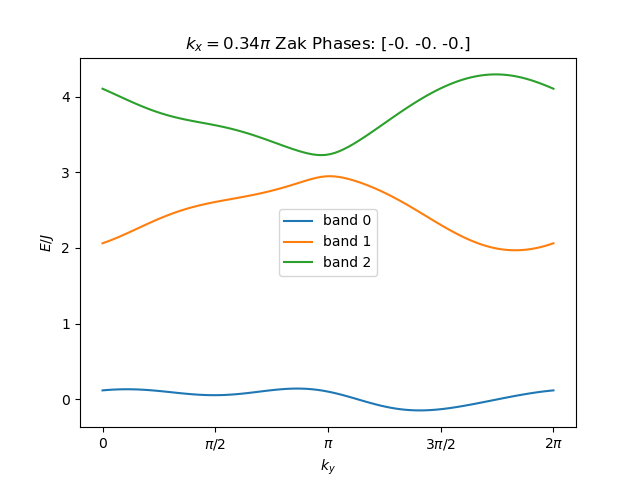 $k_x = 0.34\pi$ Zak Phases: [-0. -0. -0.]
E/J
4
3
2
1
0
band 0
band 1
band 2
0 π/2 π 3π/2 2π
$k_y$